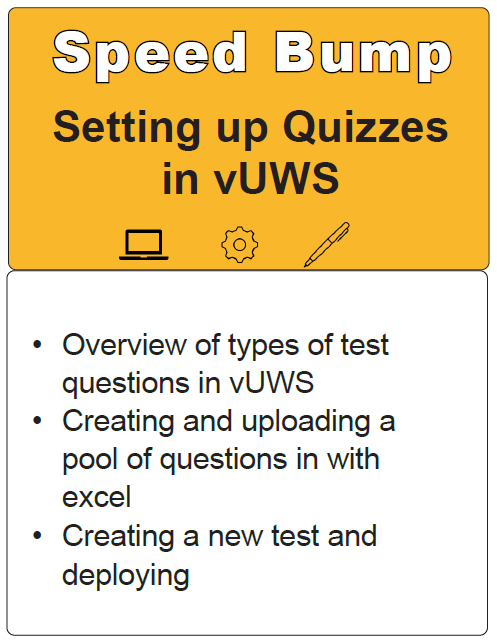 Speed Bump
Setting up Quizzes
in vUWS
• Overview of types of test
questions in vUWS
• Creating and uploading a
pool of questions in with
excel
• Creating a new test and
deploying